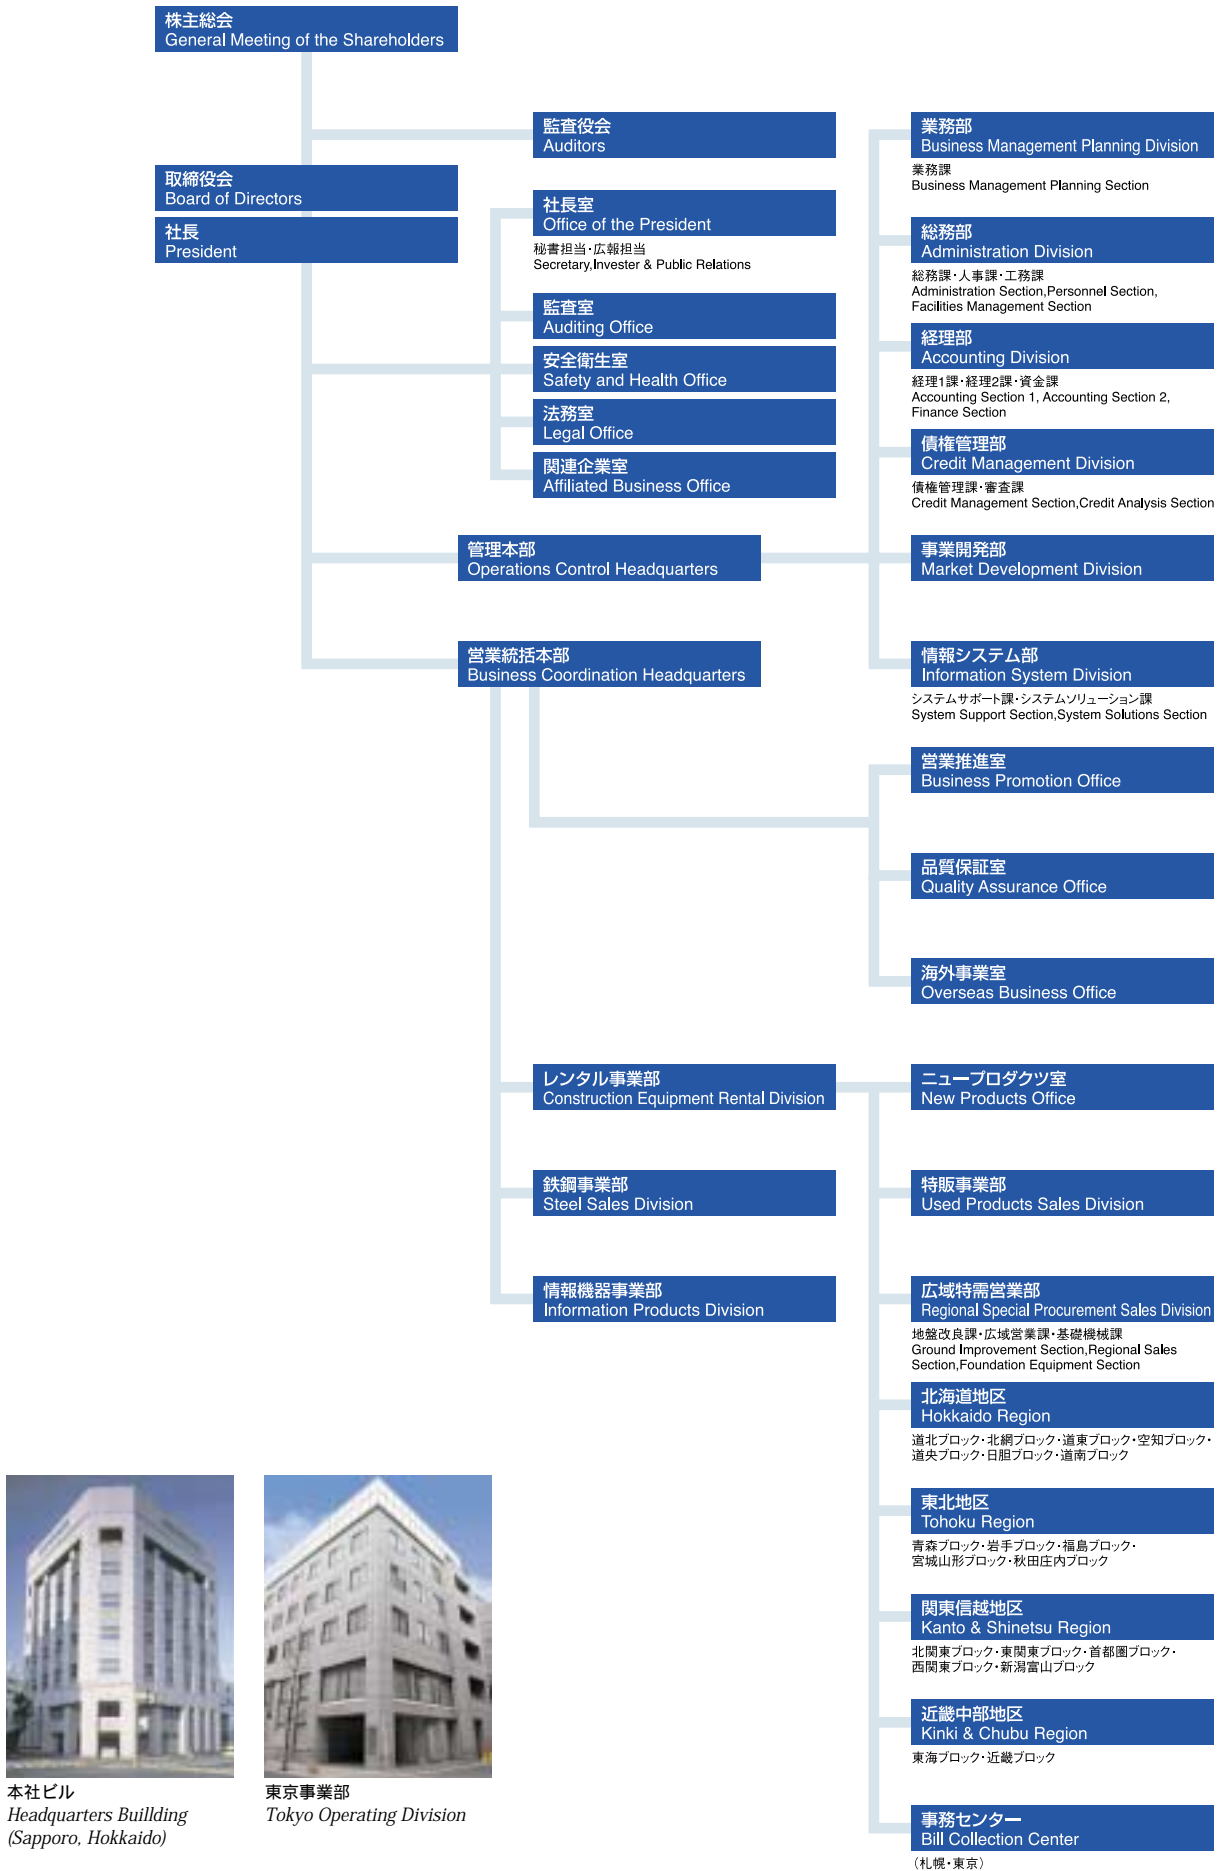 株主総会
General Meeting of the Shareholders
監査役会
Auditors
取締役会
Board of Directors
社長
President
社長室
Office of the President
秘書担当・広報担当
Secretary,Invester & Public Relations
監査室
Auditing Office
安全衛生室
Safety and Health Office
法務室
Legal Office
関連企業室
Affiliated Business Office
管理本部
Operations Control Headquarters
業務部
Business Management Planning Division
業務課
Business Management Planning Section
総務部
Administration Division
総務課・人事課・工務課
Administration Section,Personnel Section,
Facilities Management Section
経理部
Accounting Division
経理1課・経理2課・資金課
Accounting Section 1, Accounting Section 2,
Finance Section
債権管理部
Credit Management Division
債権管理課・審査課
Credit Management Section,Credit Analysis Section
事業開発部
Market Development Division
情報システム部
Information System Division
システムサポート課・システムソリューション課
System Support Section,System Solutions Section
営業統括本部
Business Coordination Headquarters
営業推進室
Business Promotion Office
品質保証室
Quality Assurance Office
海外事業室
Overseas Business Office
レンタル事業部
Construction Equipment Rental Division
鉄鋼事業部
Steel Sales Division
情報機器事業部
Information Products Division
ニュープロダクツ室
New Products Office
特販事業部
Used Products Sales Division
広域特需営業部
Regional Special Procurement Sales Division
地盤改良課・広域営業課・基礎機械課
Ground Improvement Section,Regional Sales
Section,Foundation Equipment Section
北海道地区
Hokkaido Region
道北ブロック・北網ブロック・道東ブロック・空知ブロック・
道央ブロック・日胆ブロック・道南ブロック
東北地区
Tohoku Region
青森ブロック・岩手ブロック・福島ブロック・
宮城山形ブロック・秋田庄内ブロック
関東信越地区
Kanto & Shinetsu Region
北関東ブロック・東関東ブロック・首都圏ブロック・
西関東ブロック・新潟富山ブロック
近畿中部地区
Kinki & Chubu Region
東海ブロック・近畿ブロック
事務センター
Bill Collection Center
（札幌・東京）
本社ビル
Headquarters Buillding
(Sapporo, Hokkaido)
東京事業部
Tokyo Operating Division